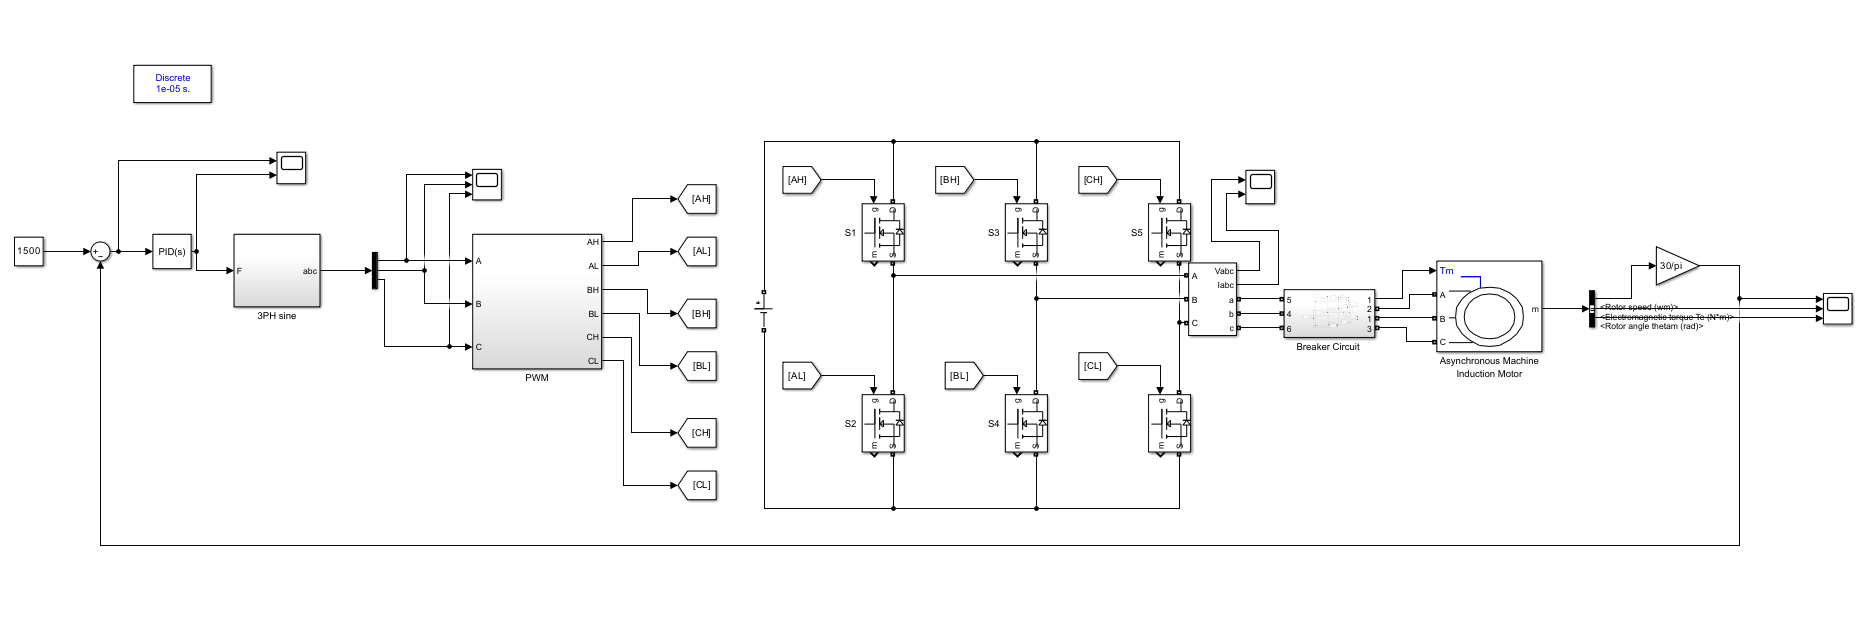 Discrete
1e-05 s.
1500
+
−
PID(s)
F
abc
3PH sine
A
B
C
AH
AL
BH
BL
CH
CL
PWM
[AH]
[AL]
[BH]
[BL]
[CH]
[CL]
+
[AH]
[BH]
[CH]
g
D
m
S
S1
g
D
m
S
S3
g
D
m
S
S5
[AL]
[BL]
[CL]
g
D
m
S
S2
g
D
m
S
S4
g
D
m
S
A
B
C
Vabc
Iabc
a
b
c
5
4
6
1
2
1
3
Breaker Circuit
Tm
A
B
C
m
Asynchronous Machine
Induction Motor
<Rotor speed (wm)>
<Electromagnetic torque Te (N*m)>
<Rotor angle thetam (rad)>
30/pi